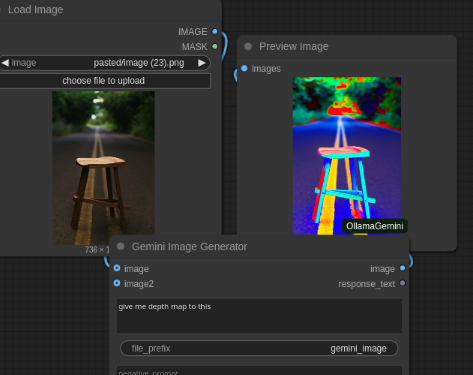 Load Image
IMAGE
MASK
image pasted/image (23).png
choose file to upload
736 × 1
Preview Image
images
OllamaGemini
Gemini Image Generator
image image
image2 response_text
give me depth map to this
file_prefix gemini_image
negative_prompt